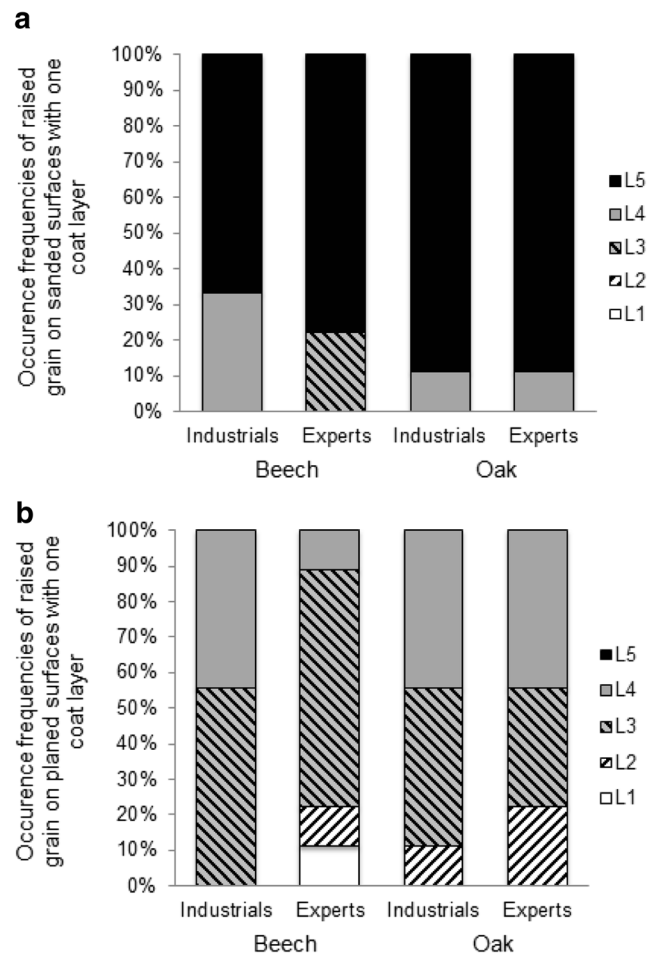 a
Occurence frequencies of raised
grain on sanded surfaces with one
coat layer
100%
90%
80%
70%
60%
50%
40%
30%
20%
10%
0%
Industrials Experts Industrials Experts
Beech Oak
L5
L4
L3
L2
L1
b
Occurence frequencies of raised
grain on planed surfaces with one
coat layer
100%
90%
80%
70%
60%
50%
40%
30%
20%
10%
0%
Industrials Experts Industrials Experts
Beech Oak
L5
L4
L3
L2
L1